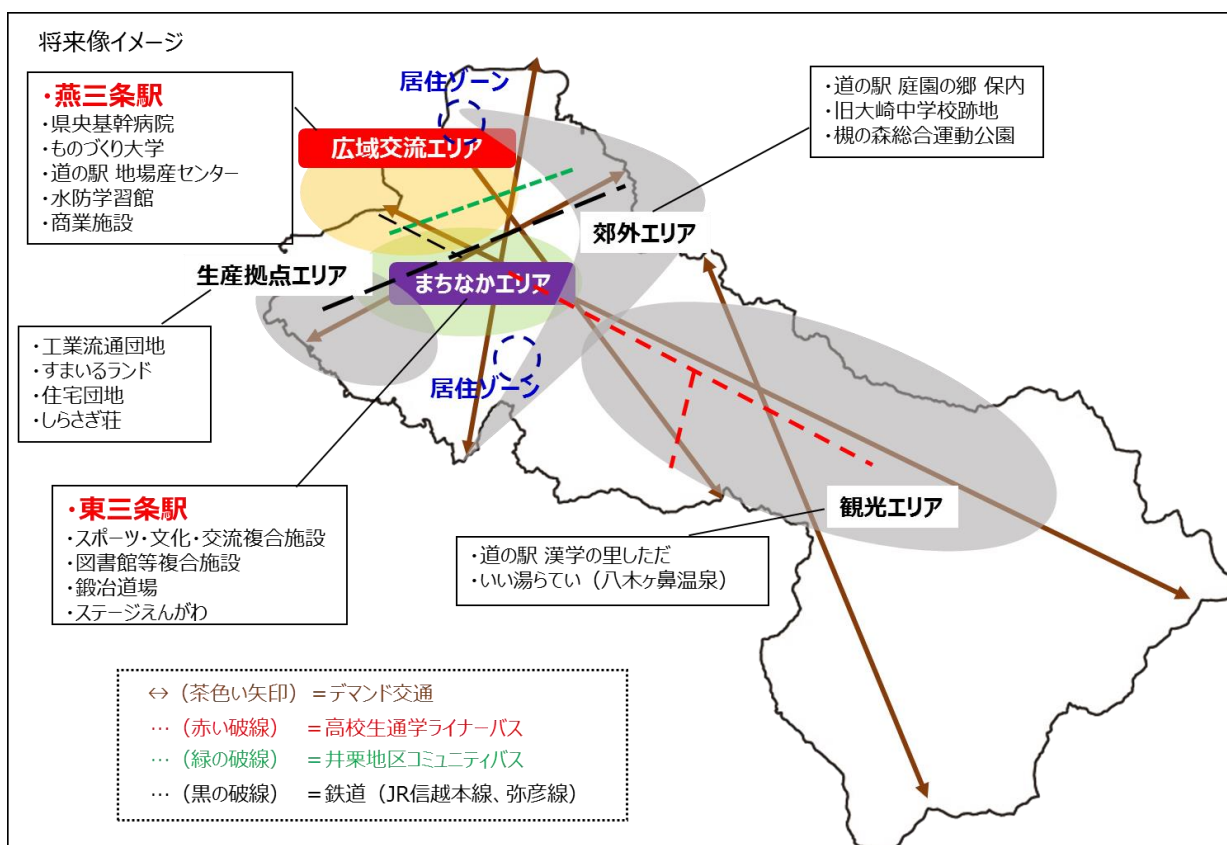 将来像イメージ
・燕三条駅
・県央基幹病院
・ものづくり大学
・道の駅 地場産センター
・水防学習館
・商業施設
居住ゾーン
広域交流エリア
・道の駅 庭園の郷 保内
・旧大崎中学校跡地
・槻の森総合運動公園
郊外エリア
生産拠点エリア
まちなかエリア
・工業流通団地
・すまいるランド
・住宅団地
・しらさぎ荘
居住ゾーン
・東三条駅
・スポーツ・文化・交流複合施設
・図書館等複合施設
・鍛冶道場
・ステージえんがわ
観光エリア
・道の駅 漢学の里しただ
・いい湯らてい（八木ヶ鼻温泉）
⇔（茶色い矢印）＝デマンド交通
…（赤い破線）＝高校生通学ライナーバス
…（緑の破線）＝井栗地区コミュニティバス
…（黒の破線）＝鉄道（JR信越本線、弥彦線）